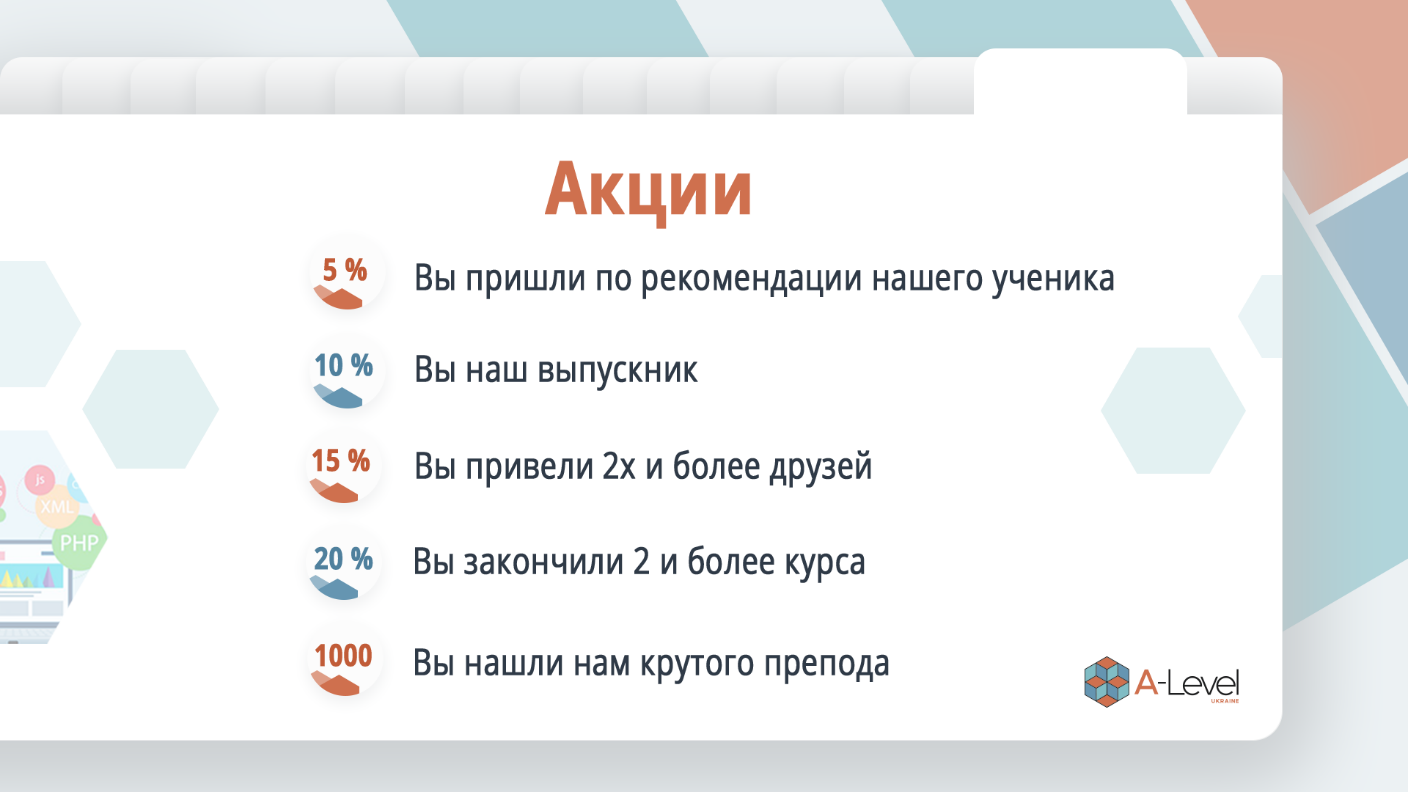 Акции
5 %
Вы пришли по рекомендации нашего ученика
10 %
Вы наш выпускник
15 %
Вы привели 2х и более друзей
20 %
Вы закончили 2 и более курса
1000
Вы нашли нам крутого препода
js
XML
PHP
A-Level
UKRAINE